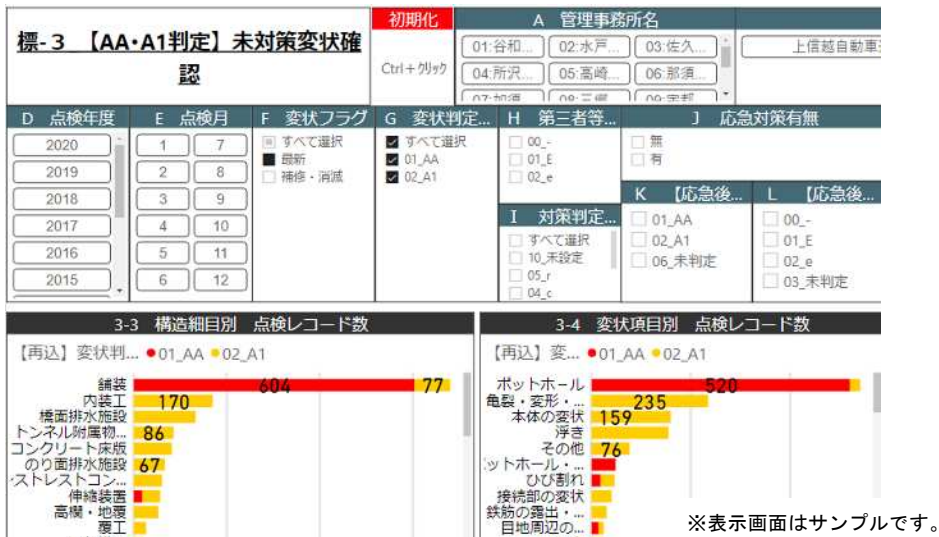 標-3 【AA・A1判定】未対策変状確
認
初期化
Ctrl + クリック
A 管理事務所名
01:谷和... 02:水戸... 03:佐久...
04:所沢... 05:高崎... 06:那須...
上信越自動車
D 点検年度
2020
2019
2018
2017
2016
2015
E 点検月
1 7
2 8
3 9
4 10
5 11
6 12
F 変状フラグ
すべて選択
最新
補修・消滅
G 変状判定...
すべて選択
01_AA
02_A1
H 第三者等...
00_-
01_E
02_e
I 対策判定...
すべて選択
10_未設定
05_r
04_c
J 応急対策有無
無
有
K 【応急後...
01_AA
02_A1
06_未判定
L 【応急後...
00_-
01_E
02_e
03_未判定
3-3 構造細目別 点検レコード数
【再込】変状判... 01_AA 02_A1
舗装 604 77
内装工 170
橋面排水施設
トンネル附属物... 86
コンクリート床版
のり面排水施設 67
ストレストコン...
伸縮装置
高欄・地覆
覆工
3-4 変状項目別 点検レコード数
【再込】変... 01_AA 02_A1
ポットホール 520
亀裂・変形・... 235
本体の変状 159
浮き
その他 76
ットホール・...
ひび割れ
接続部の変状
鉄筋の露出・...
目地周辺の...
※表示画面はサンプルです。